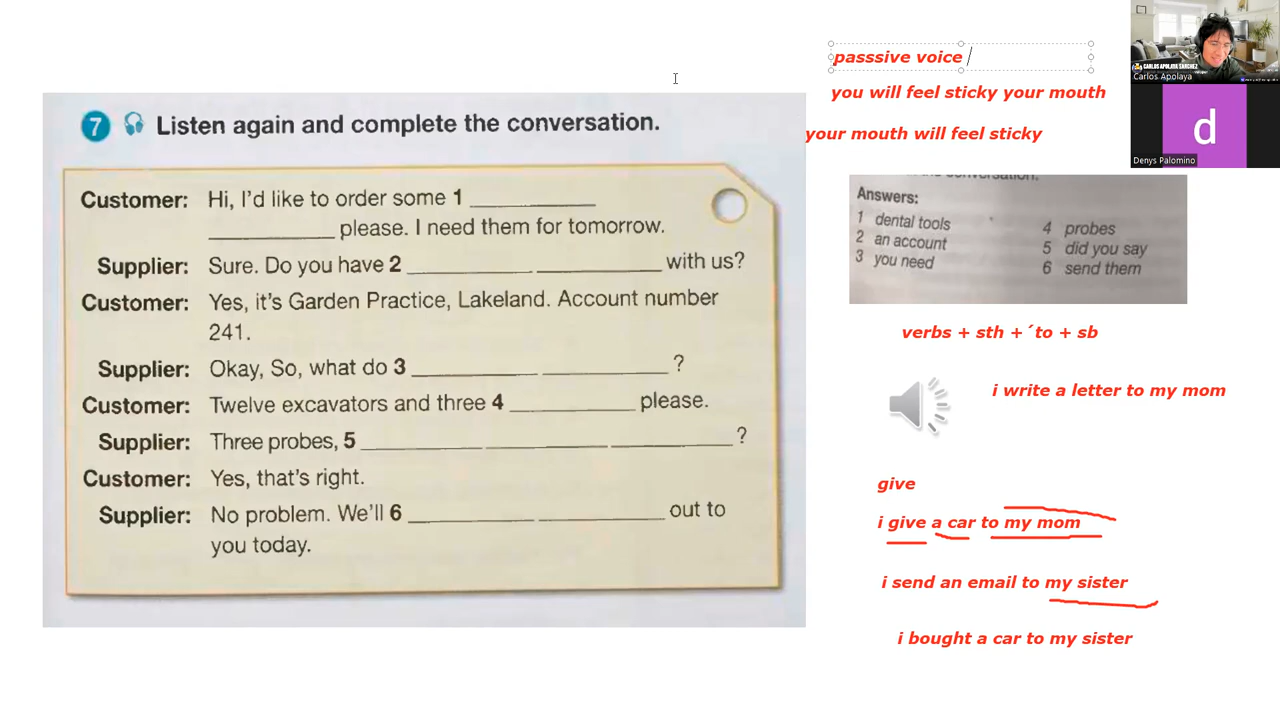 passsive voice
you will feel sticky your mouth
your mouth will feel sticky
CARLOS APOLAYA SANCHEZ
Carlos Apolaya
d
Denys Palomino
7 Listen again and complete the conversation.
Customer: Hi, I'd like to order some 1 ____________
____________ please. I need them for tomorrow.
Supplier: Sure. Do you have 2 ____________ ____________ with us?
Customer: Yes, it's Garden Practice, Lakeland. Account number
241.
Supplier: Okay, So, what do 3 ____________ ____________ ?
Customer: Twelve excavators and three 4 ____________ please.
Supplier: Three probes, 5 ____________ ____________ ____________ ?
Customer: Yes, that's right.
Supplier: No problem. We'll 6 ____________ ____________ out to
you today.
the conversation.
Answers:
1 dental tools
2 an account
3 you need
4 probes
5 did you say
6 send them
verbs + sth +´to + sb
i write a letter to my mom
give
i give a car to my mom
i send an email to my sister
i bought a car to my sister